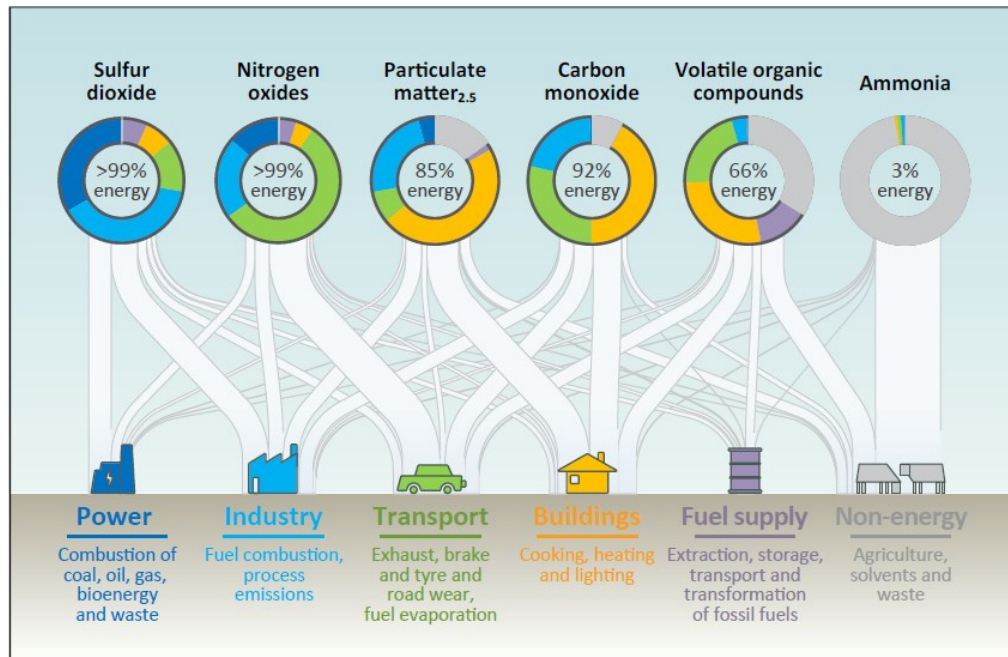 Sulfur
dioxide
Nitrogen
oxides
Particulate
matter2.5
Carbon
monoxide
Volatile organic
compounds
Ammonia
>99%
energy
>99%
energy
85%
energy
92%
energy
66%
energy
3%
energy
Power
Combustion of
coal, oil, gas,
bioenergy
and waste
Industry
Fuel combustion,
process
emissions
Transport
Exhaust, brake
and tyre and
road wear,
fuel evaporation
Buildings
Cooking, heating
and lighting
Fuel supply
Extraction, storage,
transport and
transformation
of fossil fuels
Non-energy
Agriculture,
solvents and
waste